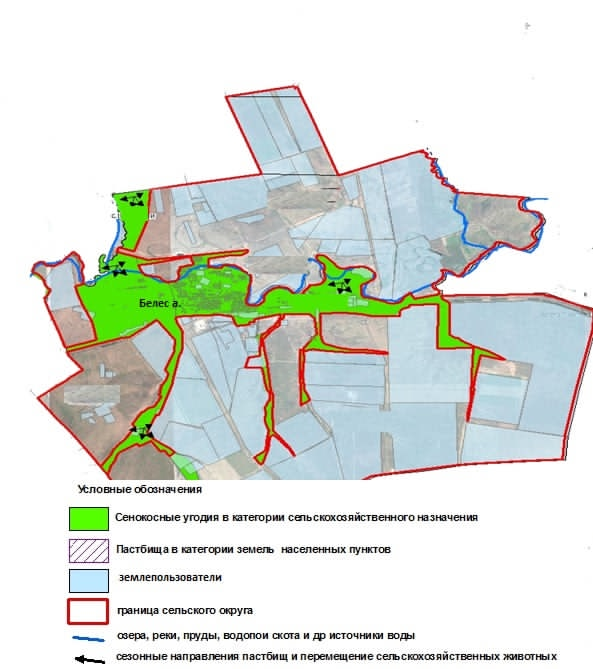 Белес а.
Условные обозначения
Сенокосные угодия в категории сельскохозяйственного назначения
Пастбища в категории земель населенных пунктов
землепользователи
граница сельского округа
озера, реки, пруды, водопои скота и др источники воды
сезонные направления пастбищ и перемещение сельскохозяйственных животных